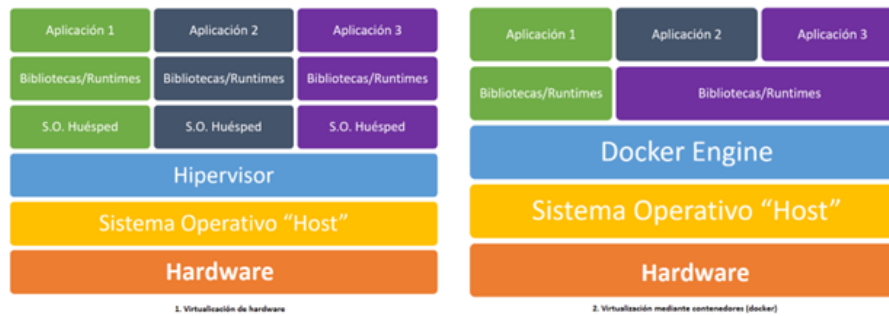 Aplicación 1
Aplicación 2
Aplicación 3
Bibliotecas/Runtimes
Bibliotecas/Runtimes
Bibliotecas/Runtimes
S.O. Huésped
S.O. Huésped
S.O. Huésped
Hipervisor
Sistema Operativo “Host”
Hardware
1. Virtualicación de hardware
Aplicación 1
Aplicación 2
Aplicación 3
Bibliotecas/Runtimes
Bibliotecas/Runtimes
Docker Engine
Sistema Operativo “Host”
Hardware
2. Virtualización mediante contenedores (docker)